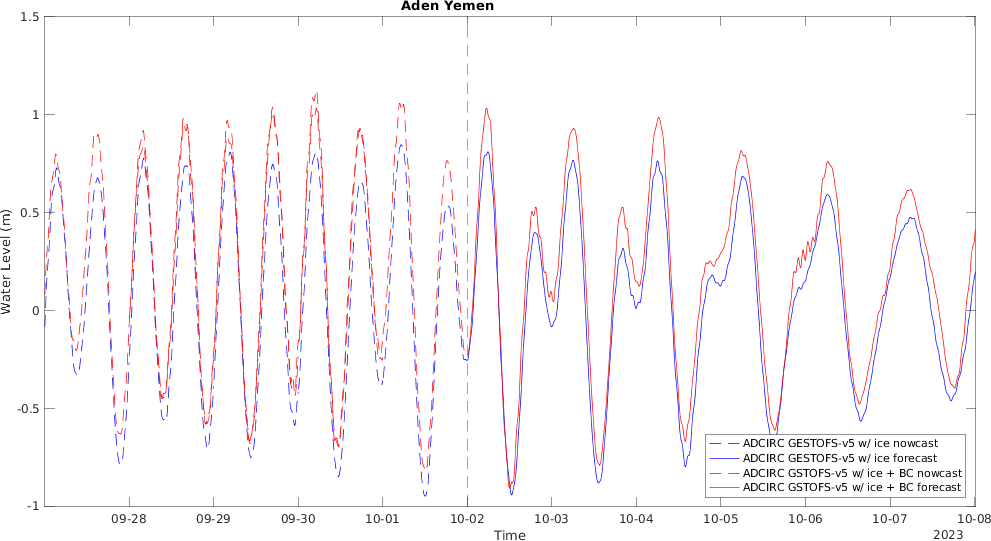 Aden Yemen
1.5
1
0.5
0
-0.5
-1
Water Level (m)
09-28 09-29 09-30 10-01 10-02 10-03 10-04 10-05 10-06 10-07 10-08
Time
2023
ADCIRC GESTOFS-v5 w/ ice nowcast
ADCIRC GESTOFS-v5 w/ ice forecast
ADCIRC GSTOFS-v5 w/ ice + BC nowcast
ADCIRC GSTOFS-v5 w/ ice + BC forecast